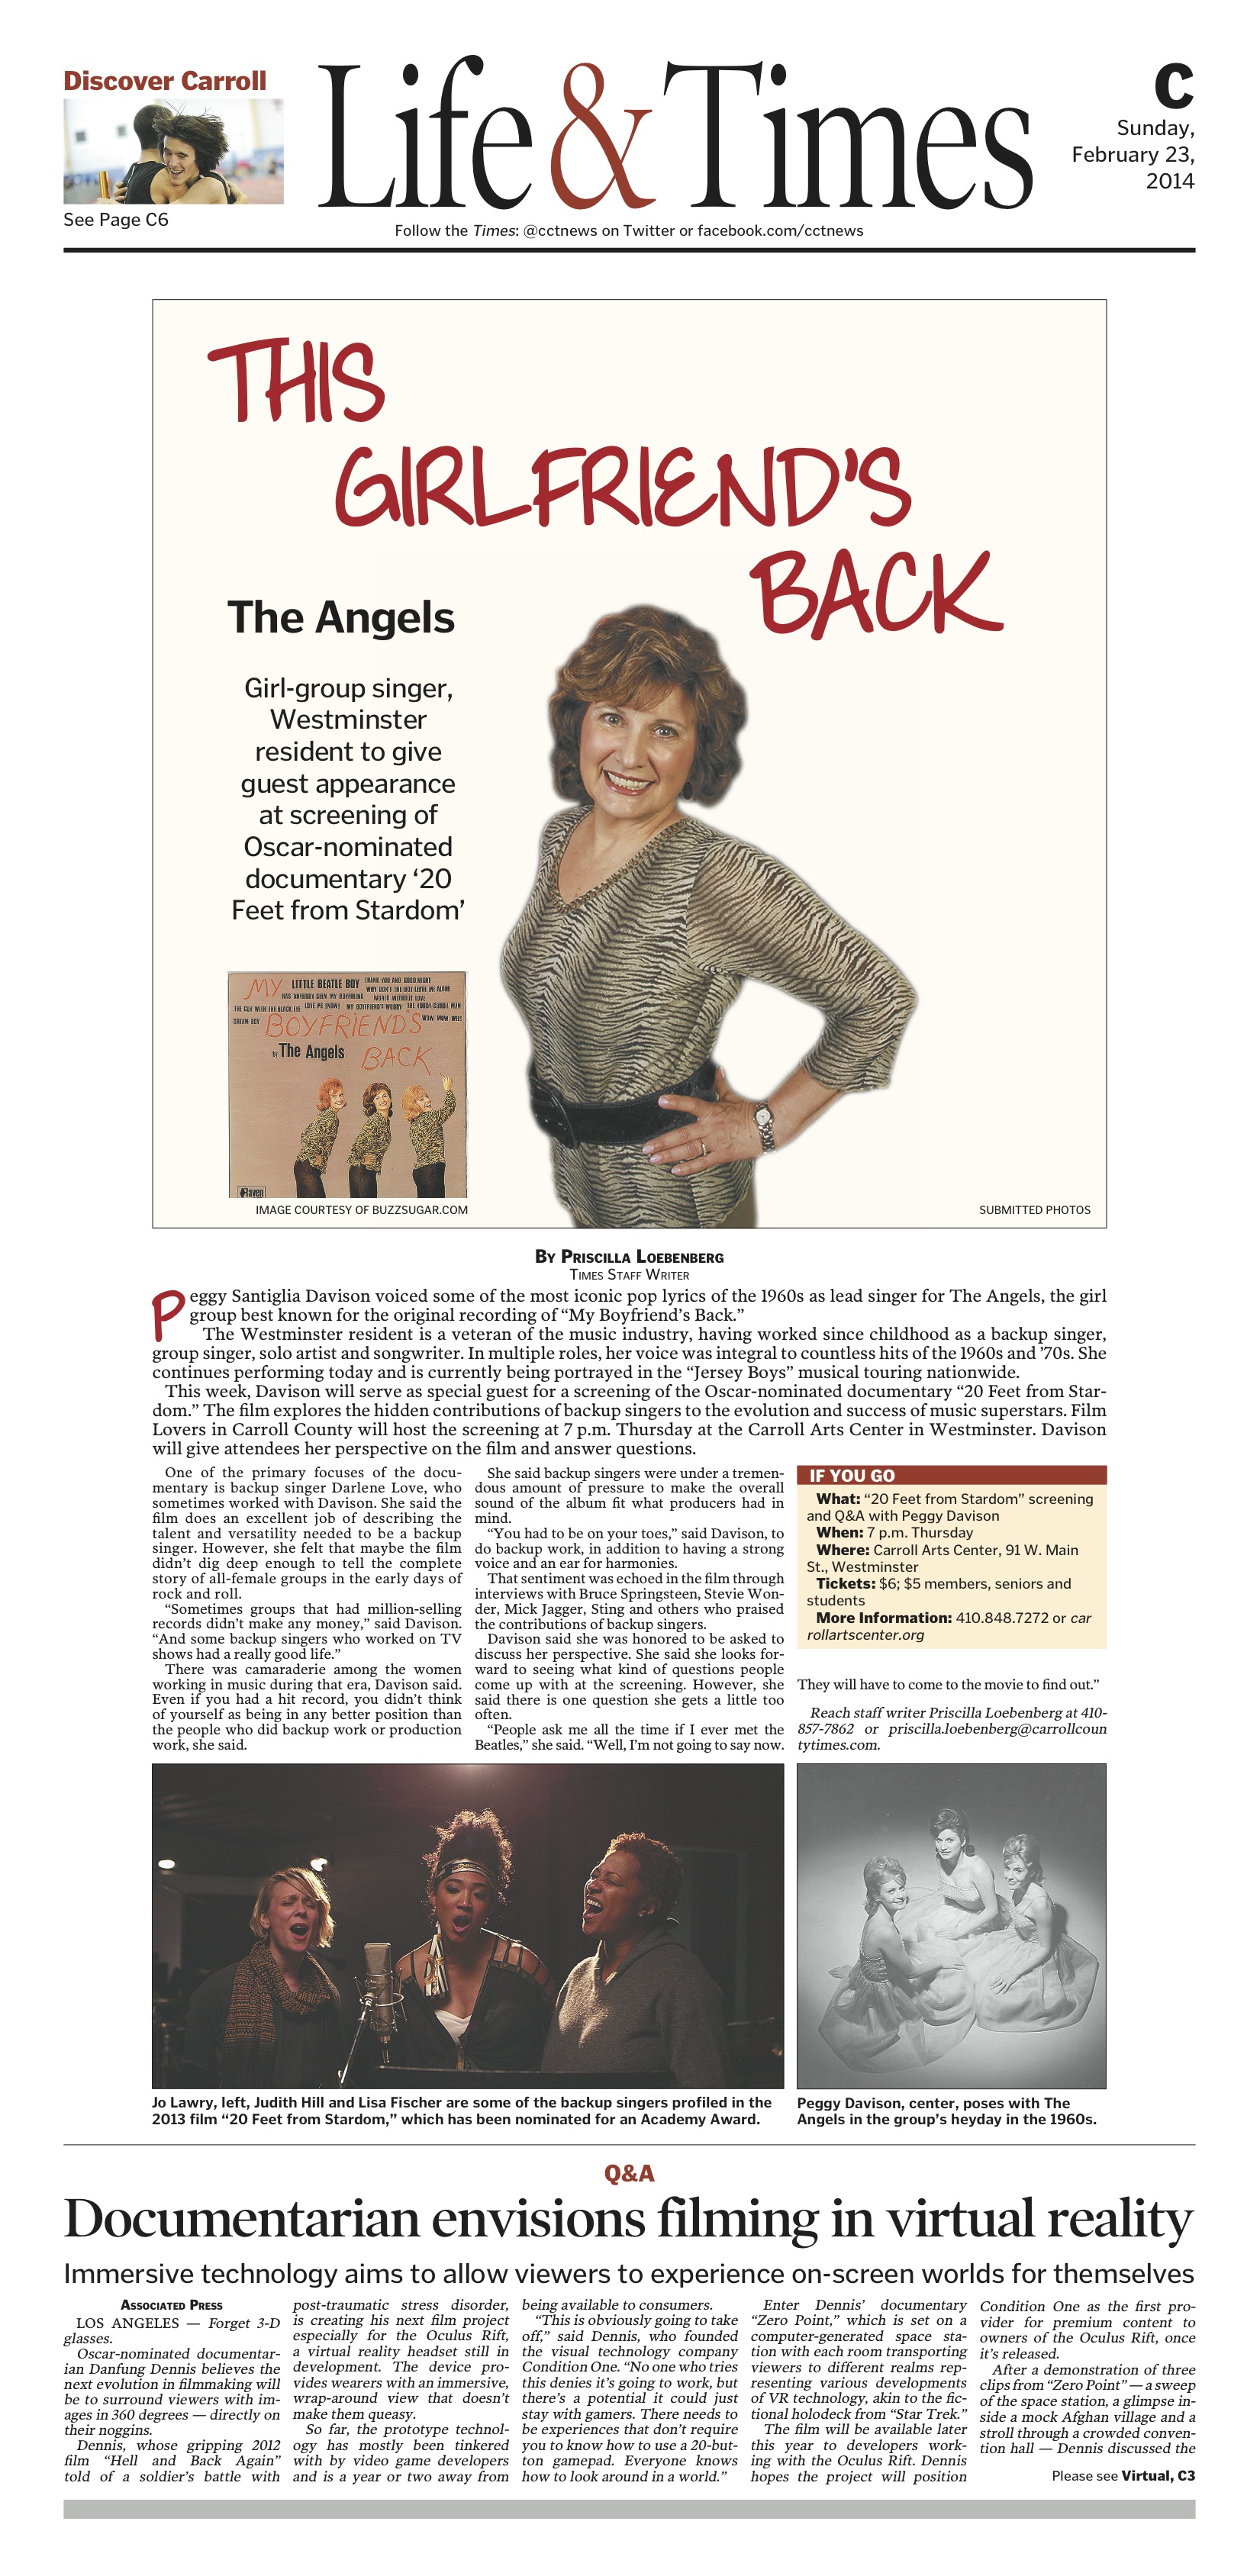 Discover Carroll
See Page C6
Life & Times
Follow the Times: @cctnews on Twitter or facebook.com/cctnews
C
Sunday,
February 23,
2014
THIS
GIRLFRIEND'S
BACK
The Angels
Girl-group singer,
Westminster
resident to give
guest appearance
at screening of
Oscar-nominated
documentary ‘20
Feet from Stardom’
MY
LITTLE BEATLE BOY
THANK YOU AND GOOD NIGHT
WHY DON'T THE BOY LEAVE ME ALONE
HAS ANYBODY SEEN MY BOYFRIEND
WORLD WITHOUT LOVE
THE GUY WITH THE BLACK EYE
LOVE ME (NOW)
DREAM BOY
BOYFRIEND'S
WOW WOW WEE
by The Angels
BACK
IMAGE COURTESY OF BUZZSUGAR.COM
SUBMITTED PHOTOS
By Priscilla Loebenberg
Times Staff Writer
Peggy Santiglia Davison voiced some of the most iconic pop lyrics of the 1960s as lead singer for The Angels, the girl
group best known for the original recording of “My Boyfriend’s Back.”
The Westminster resident is a veteran of the music industry, having worked since childhood as a backup singer,
group singer, solo artist and songwriter. In multiple roles, her voice was integral to countless hits of the 1960s and ’70s. She
continues performing today and is currently being portrayed in the “Jersey Boys” musical touring nationwide.
This week, Davison will serve as special guest for a screening of the Oscar-nominated documentary “20 Feet from Star-
dom.” The film explores the hidden contributions of backup singers to the evolution and success of music superstars. Film
Lovers in Carroll County will host the screening at 7 p.m. Thursday at the Carroll Arts Center in Westminster. Davison
will give attendees her perspective on the film and answer questions.
One of the primary focuses of the docu-
mentary is backup singer Darlene Love, who
sometimes worked with Davison. She said the
film does an excellent job of describing the
talent and versatility needed to be a backup
singer. However, she felt that maybe the film
didn’t dig deep enough to tell the complete
story of all-female groups in the early days of
rock and roll.
“Sometimes groups that had million-selling
records didn’t make any money,” said Davison.
“And some backup singers who worked on TV
shows had a really good life.”
There was camaraderie among the women
working in music during that era, Davison said.
Even if you had a hit record, you didn’t think
of yourself as being in any better position than
the people who did backup work or production
work, she said.
She said backup singers were under a tremen-
dous amount of pressure to make the overall
sound of the album fit what producers had in
mind.
“You had to be on your toes,” said Davison, to
do backup work, in addition to having a strong
voice and an ear for harmonies.
That sentiment was echoed in the film through
interviews with Bruce Springsteen, Stevie Won-
der, Mick Jagger, Sting and others who praised
the contributions of backup singers.
Davison said she was honored to be asked to
discuss her perspective. She said she looks for-
ward to seeing what kind of questions people
come up with at the screening. However, she
said there is one question she gets a little too
often.
“People ask me all the time if I ever met the
Beatles,” she said. “Well, I’m not going to say now.
IF YOU GO
What: “20 Feet from Stardom” screening
and Q&A with Peggy Davison
When: 7 p.m. Thursday
Where: Carroll Arts Center, 91 W. Main
St., Westminster
Tickets: $6; $5 members, seniors and
students
More Information: 410.848.7272 or car
rollartscenter.org
They will have to come to the movie to find out.”
Reach staff writer Priscilla Loebenberg at 410-
857-7862 or priscilla.loebenberg@carrollcoun
tytimes.com.
Jo Lawry, left, Judith Hill and Lisa Fischer are some of the backup singers profiled in the
2013 film “20 Feet from Stardom,” which has been nominated for an Academy Award.
Peggy Davison, center, poses with The
Angels in the group’s heyday in the 1960s.
Q&A
Documentarian envisions filming in virtual reality
Immersive technology aims to allow viewers to experience on-screen worlds for themselves
Associated Press
LOS ANGELES — Forget 3-D
glasses.
Oscar-nominated documentar-
ian Danfung Dennis believes the
next evolution in filmmaking will
be to surround viewers with im-
ages in 360 degrees — directly on
their noggins.
Dennis, whose gripping 2012
film “Hell and Back Again”
told of a soldier’s battle with
post-traumatic stress disorder,
is creating his next film project
especially for the Oculus Rift,
a virtual reality headset still in
development. The device pro-
vides wearers with an immersive,
wrap-around view that doesn’t
make them queasy.
So far, the prototype technol-
ogy has mostly been tinkered
with by video game developers
and is a year or two away from
being available to consumers.
“This is obviously going to take
off,” said Dennis, who founded
the visual technology company
Condition One. “No one who tries
this denies it’s going to work, but
there’s a potential it could just
stay with gamers. There needs to
be experiences that don’t require
you to know how to use a 20-but-
ton gamepad. Everyone knows
how to look around in a world.”
Enter Dennis’ documentary
“Zero Point,” which is set on a
computer-generated space sta-
tion with each room transporting
viewers to different realms rep-
resenting various developments
of VR technology, akin to the fic-
tional holodeck from “Star Trek.”
The film will be available later
this year to developers work-
ing with the Oculus Rift. Dennis
hopes the project will position
Condition One as the first pro-
vider for premium content to
owners of the Oculus Rift, once
it’s released.
After a demonstration of three
clips from “Zero Point” — a sweep
of the space station, a glimpse in-
side a mock Afghan village and a
stroll through a crowded conven-
tion hall — Dennis discussed the
Please see Virtual, C3